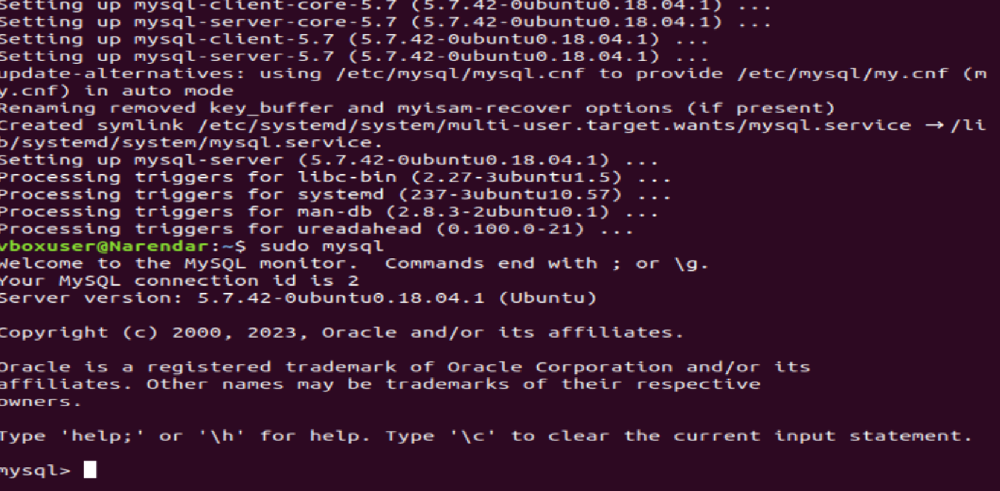 Setting up mysql-client-core-5.7 (5.7.42-0ubuntu0.18.04.1) ...
Setting up mysql-server-core-5.7 (5.7.42-0ubuntu0.18.04.1) ...
Setting up mysql-client-5.7 (5.7.42-0ubuntu0.18.04.1) ...
Setting up mysql-server-5.7 (5.7.42-0ubuntu0.18.04.1) ...
update-alternatives: using /etc/mysql/mysql.cnf to provide /etc/mysql/my.cnf (m
y.cnf) in auto mode
Renaming removed key_buffer and myisam-recover options (if present)
Created symlink /etc/systemd/system/multi-user.target.wants/mysql.service → /li
b/systemd/system/mysql.service.
Setting up mysql-server (5.7.42-0ubuntu0.18.04.1) ...
Processing triggers for libc-bin (2.27-3ubuntu1.5) ...
Processing triggers for systemd (237-3ubuntu10.57) ...
Processing triggers for man-db (2.8.3-2ubuntu0.1) ...
Processing triggers for ureadahead (0.100.0-21) ...
vboxuser@Narendar:~$ sudo mysql
Welcome to the MySQL monitor.  Commands end with ; or \g.
Your MySQL connection id is 2
Server version: 5.7.42-0ubuntu0.18.04.1 (Ubuntu)
Copyright (c) 2000, 2023, Oracle and/or its affiliates.
Oracle is a registered trademark of Oracle Corporation and/or its
affiliates. Other names may be trademarks of their respective
owners.
Type 'help;' or '\h' for help. Type '\c' to clear the current input statement.
mysql>